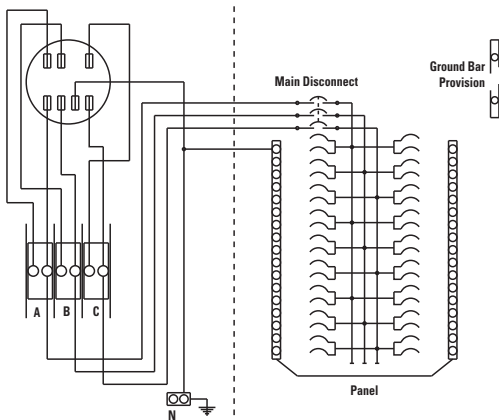 Main Disconnect
Ground Bar
Provision
A
B
C
Panel
N